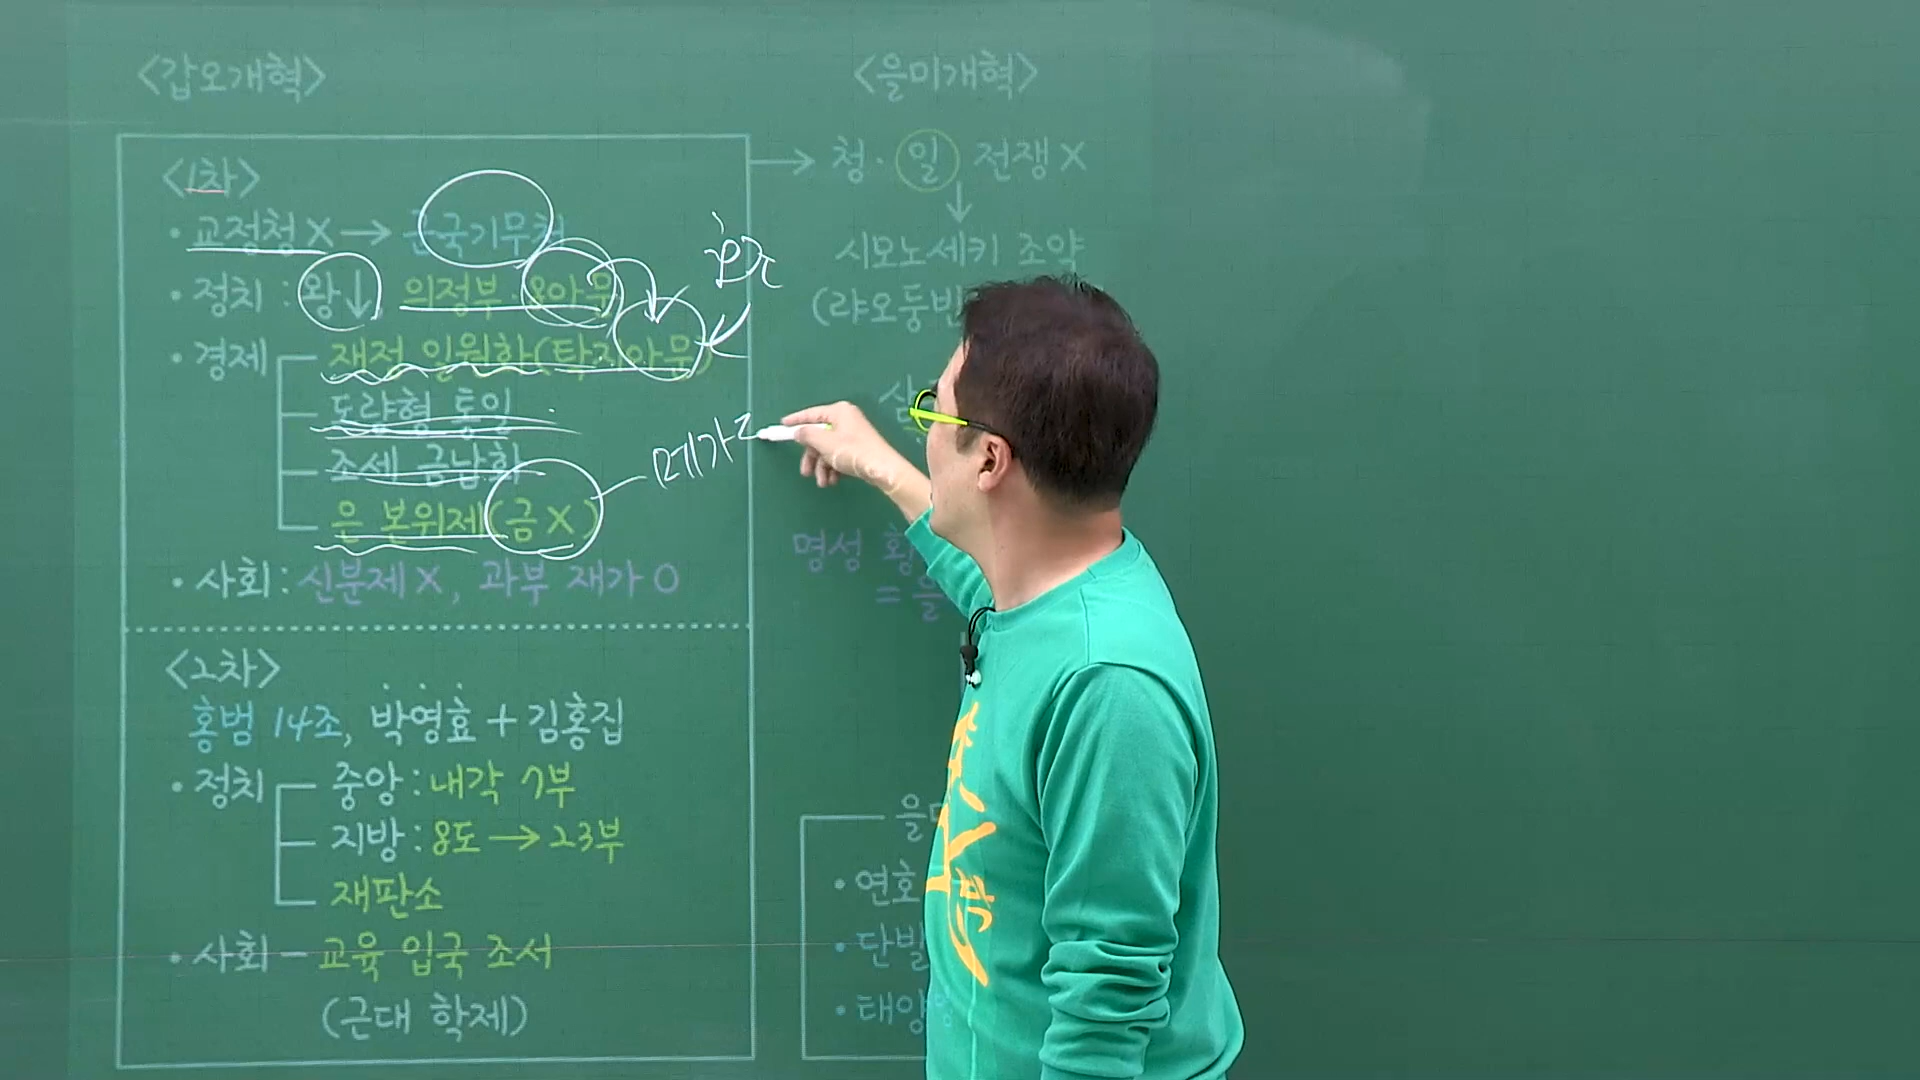 <갑오개혁>
<1차>
· 교정청 X → 군국기무처
· 정치 : 왕↓ 의정부·8아문
· 경제 재정 일원화(탁지아문)
도량형 통일
조세 금납화
은 본위제(금X)
메가
· 사회 : 신분제 X, 과부 재가 O
<2차>
홍범 14조, 박영효 + 김홍집
· 정치 중앙 : 내각 7부
지방 : 8도 → 23부
재판소
· 사회 - 교육 입국 조서
(근대 학제)
<을미개혁>
→ 청·일 전쟁 X
↓
시모노세키 조약
(랴오둥반
명성 황
= 을
을미
· 연호
· 단발
· 태양